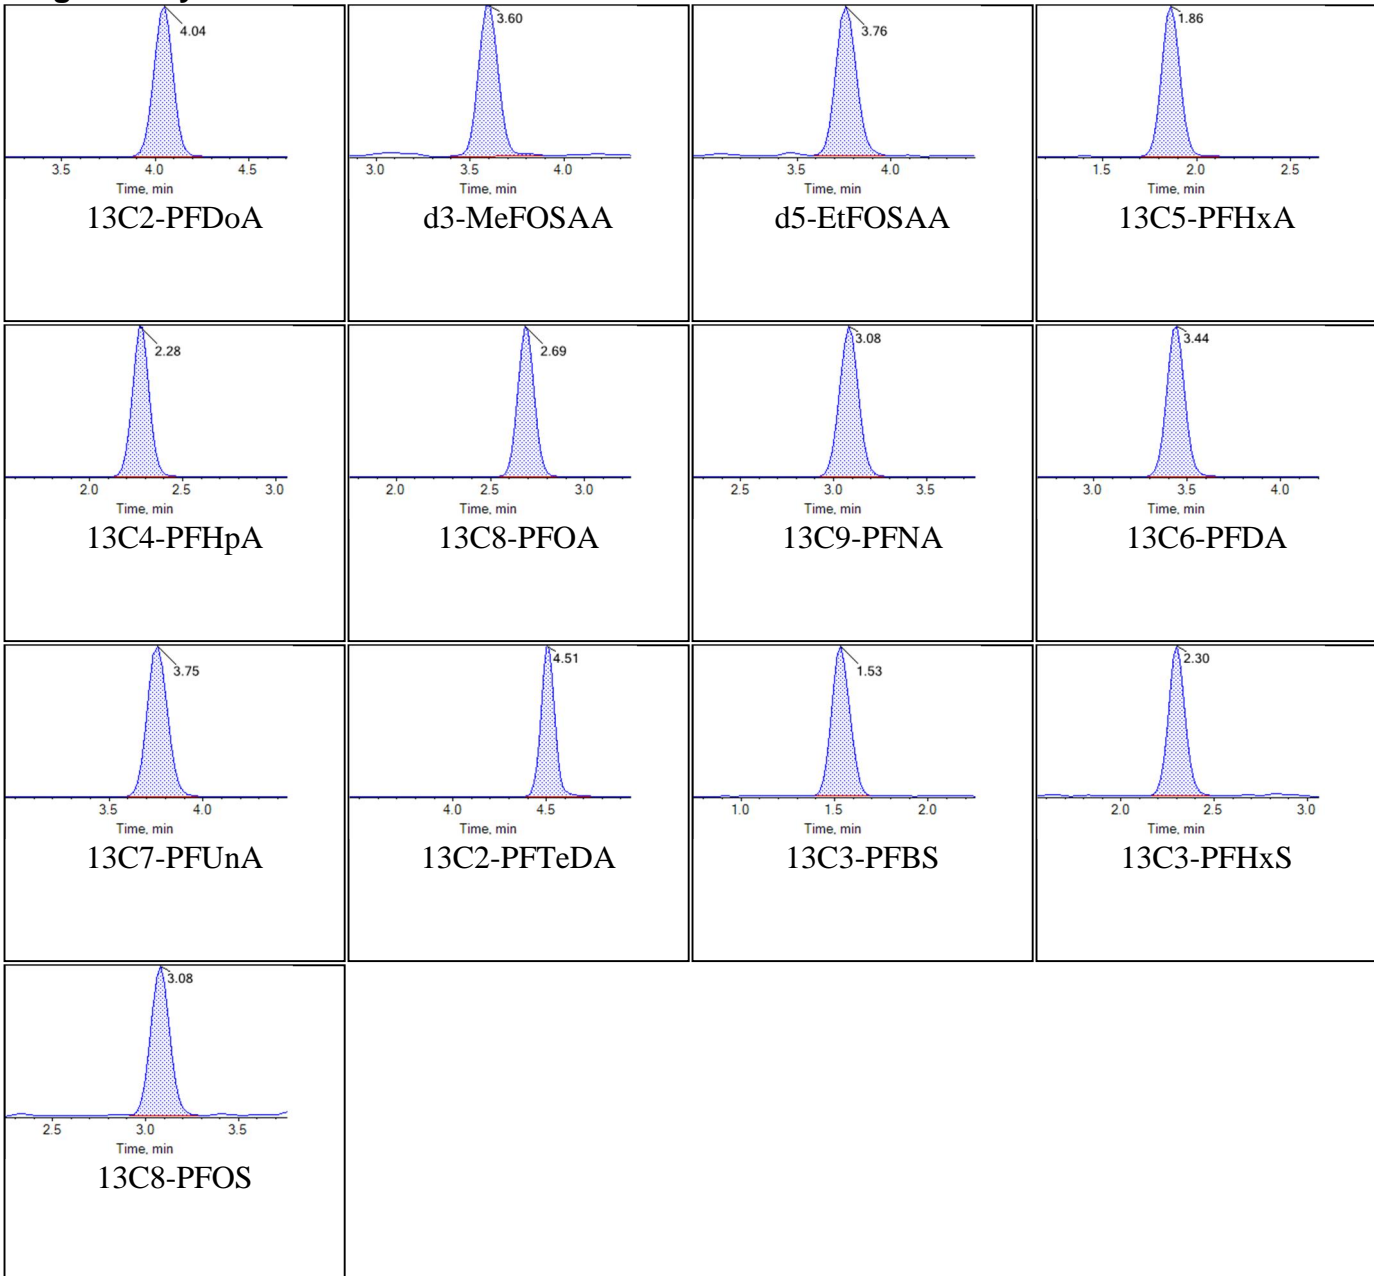 4.04
3.5 4.0 4.5
Time, min
13C2-PFDoA
3.60
3.0 3.5 4.0
Time, min
d3-MeFOSAA
3.76
3.5 4.0
Time, min
d5-EtFOSAA
1.86
1.5 2.0 2.5
Time, min
13C5-PFHxA
2.28
2.0 2.5 3.0
Time, min
13C4-PFHpA
2.69
2.0 2.5 3.0
Time, min
13C8-PFOA
3.08
2.5 3.0 3.5
Time, min
13C9-PFNA
3.44
3.0 3.5 4.0
Time, min
13C6-PFDA
3.75
3.5 4.0
Time, min
13C7-PFUnA
4.51
4.0 4.5
Time, min
13C2-PFTeDA
1.53
1.0 1.5 2.0
Time, min
13C3-PFBS
2.30
2.0 2.5 3.0
Time, min
13C3-PFHxS
3.08
2.5 3.0 3.5
Time, min
13C8-PFOS